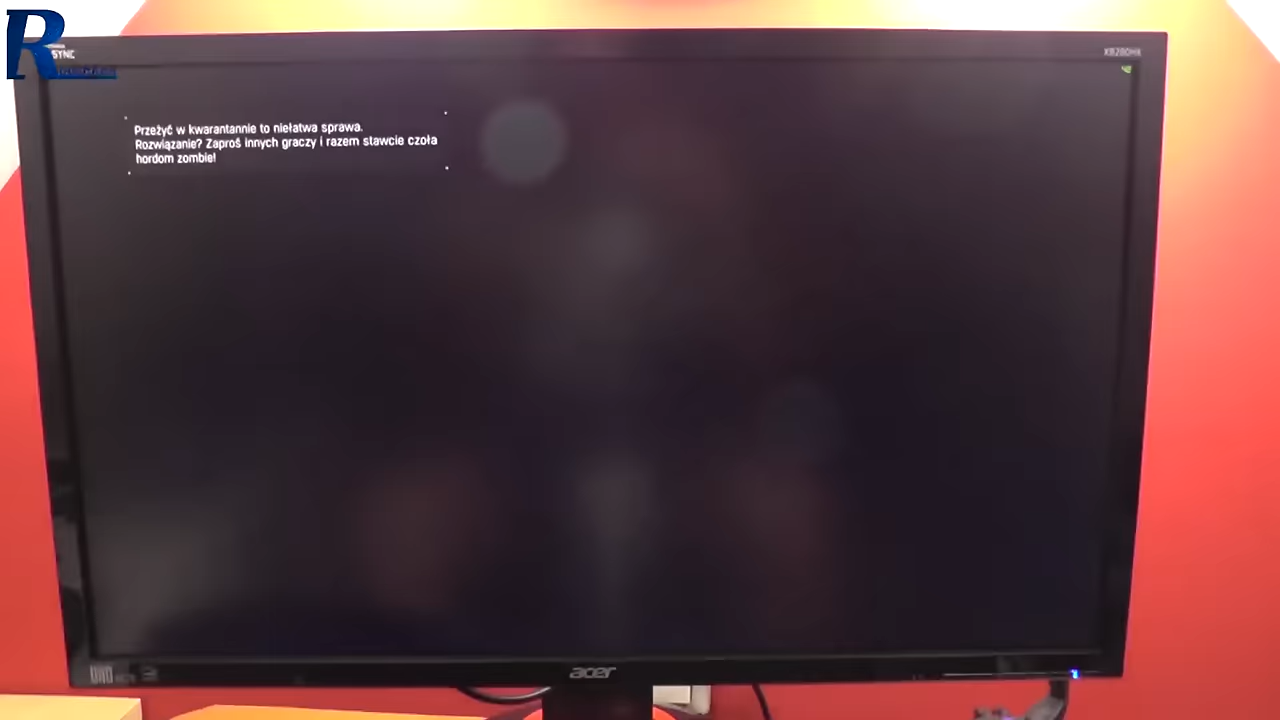 R
SYNC
XB280HK
Przeżyć w kwarantannie to niełatwa sprawa.
Rozwiązanie? Zaproś innych graczy i razem stawcie czoła
hordom zombie!
acer